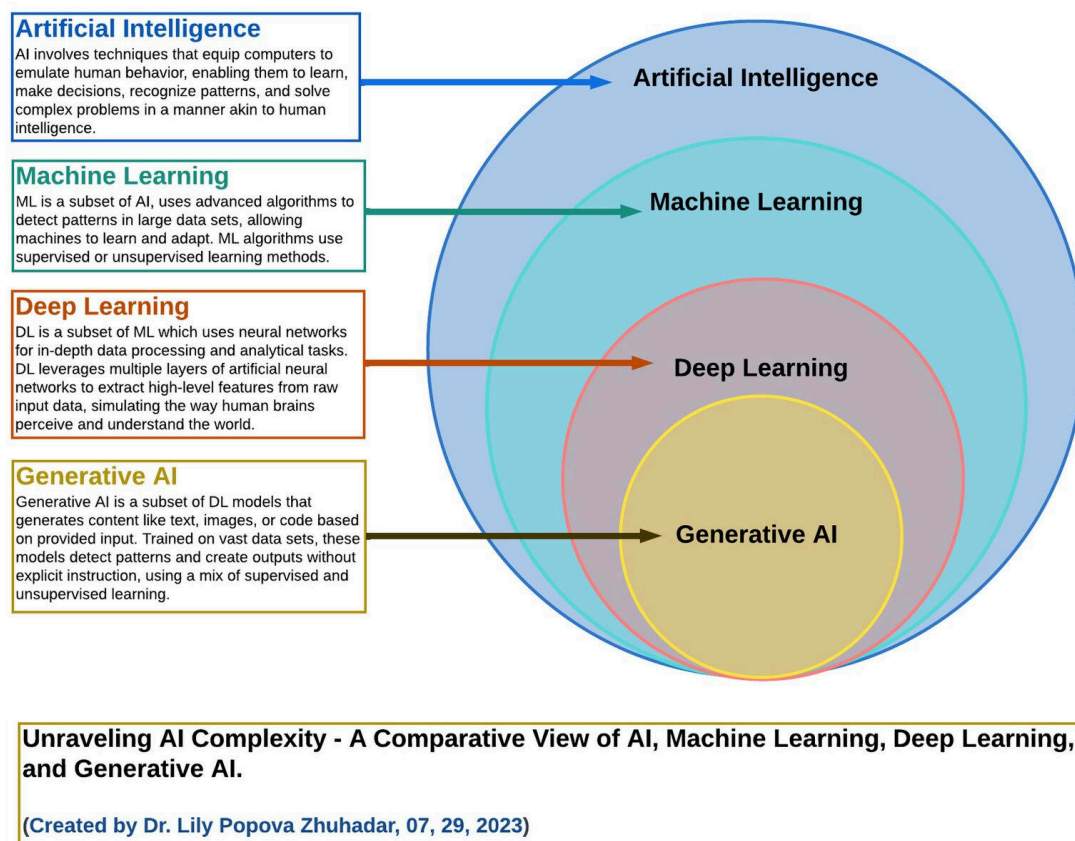 Artificial Intelligence
AI involves techniques that equip computers to
emulate human behavior, enabling them to learn,
make decisions, recognize patterns, and solve
complex problems in a manner akin to human
intelligence.
Machine Learning
ML is a subset of AI, uses advanced algorithms to
detect patterns in large data sets, allowing
machines to learn and adapt. ML algorithms use
supervised or unsupervised learning methods.
Deep Learning
DL is a subset of ML which uses neural networks
for in-depth data processing and analytical tasks.
DL leverages multiple layers of artificial neural
networks to extract high-level features from raw
input data, simulating the way human brains
perceive and understand the world.
Generative AI
Generative AI is a subset of DL models that
generates content like text, images, or code based
on provided input. Trained on vast data sets, these
models detect patterns and create outputs without
explicit instruction, using a mix of supervised and
unsupervised learning.
Artificial Intelligence
Machine Learning
Deep Learning
Generative AI
Unraveling AI Complexity - A Comparative View of AI, Machine Learning, Deep Learning,
and Generative AI.
(Created by Dr. Lily Popova Zhuhadar, 07, 29, 2023)